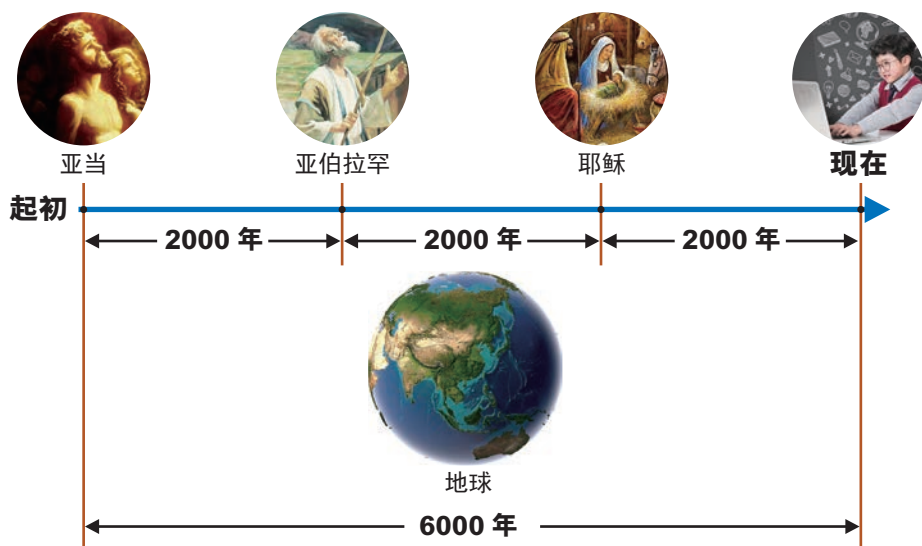 亚当 亚伯拉罕 耶稣 现在
起初
2000 年 2000 年 2000 年
地球
6000 年